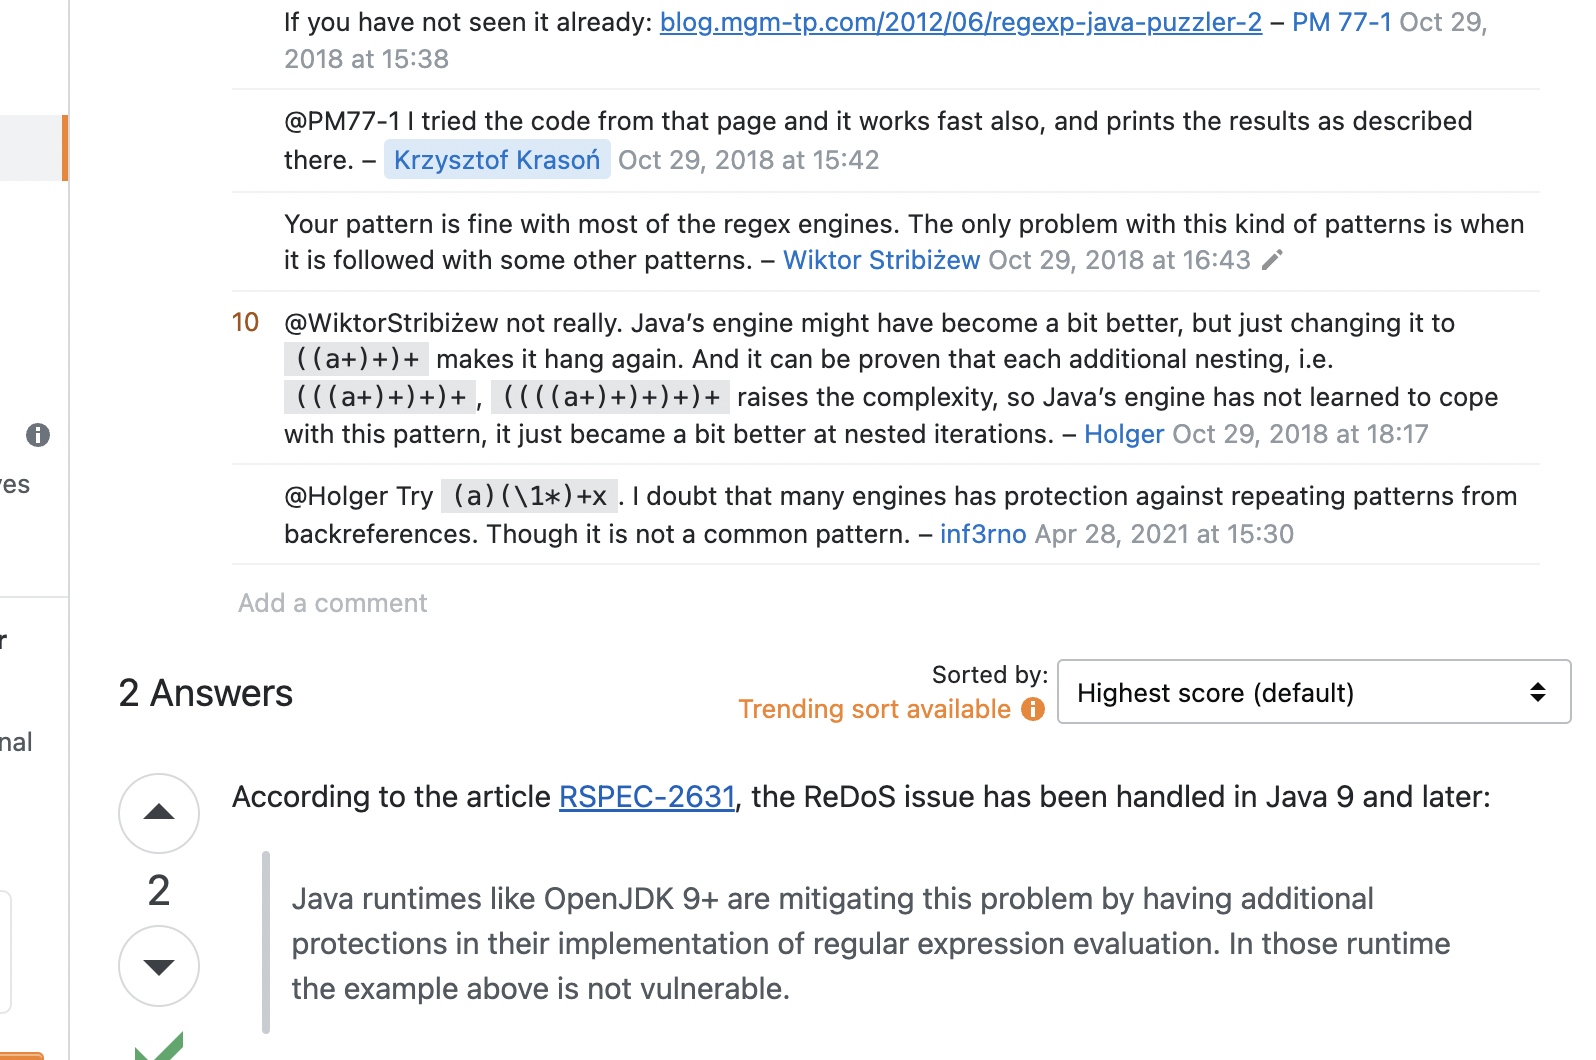 If you have not seen it already: blog.mgm-tp.com/2012/06/regexp-java-puzzler-2 – PM 77-1 Oct 29,
2018 at 15:38
@PM77-1 I tried the code from that page and it works fast also, and prints the results as described
there. – Krzysztof Krasoń Oct 29, 2018 at 15:42
Your pattern is fine with most of the regex engines. The only problem with this kind of patterns is when
it is followed with some other patterns. – Wiktor Stribiżew Oct 29, 2018 at 16:43
10 @WiktorStribiżew not really. Java’s engine might have become a bit better, but just changing it to
((a+)+)+ makes it hang again. And it can be proven that each additional nesting, i.e.
(((a+)+)+)+, ((((a+)+)+)+)+ raises the complexity, so Java’s engine has not learned to cope
with this pattern, it just became a bit better at nested iterations. – Holger Oct 29, 2018 at 18:17
@Holger Try (a)(\1*)+x. I doubt that many engines has protection against repeating patterns from
backreferences. Though it is not a common pattern. – inf3rno Apr 28, 2021 at 15:30
Add a comment
ves
r
nal
2 Answers
Sorted by:
Trending sort available
Highest score (default)
According to the article RSPEC-2631, the ReDoS issue has been handled in Java 9 and later:
2
Java runtimes like OpenJDK 9+ are mitigating this problem by having additional
protections in their implementation of regular expression evaluation. In those runtime
the example above is not vulnerable.